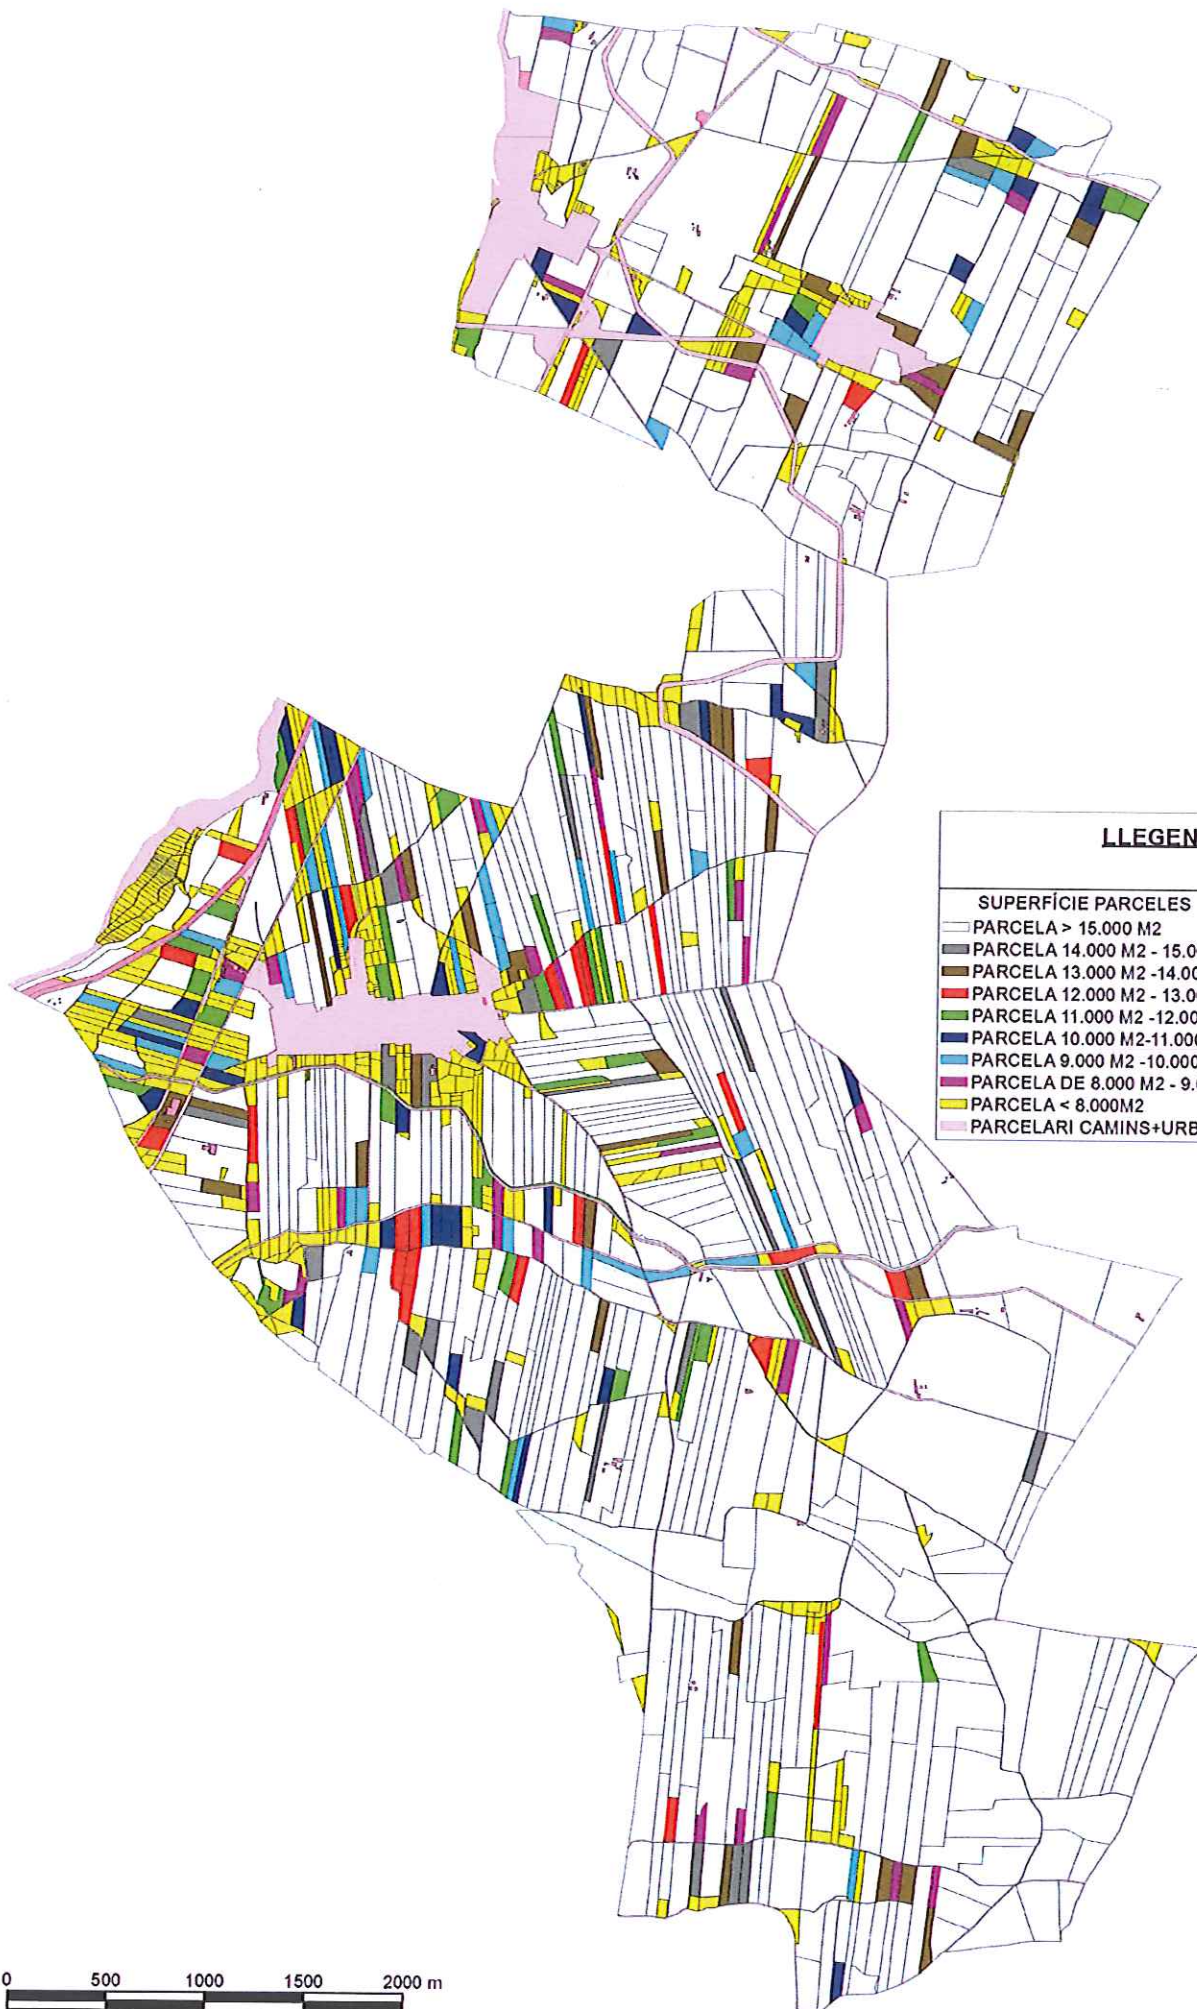 LLEGEN
SUPERFÍCIE PARCELES
PARCELA > 15.000 M2
PARCELA 14.000 M2 - 15.0
PARCELA 13.000 M2 -14.00
PARCELA 12.000 M2 - 13.00
PARCELA 11.000 M2 -12.00
PARCELA 10.000 M2-11.000
PARCELA 9.000 M2 -10.000
PARCELA DE 8.000 M2 - 9.0
PARCELA < 8.000M2
PARCELARI CAMINS+URB
0 500 1000 1500 2000 m